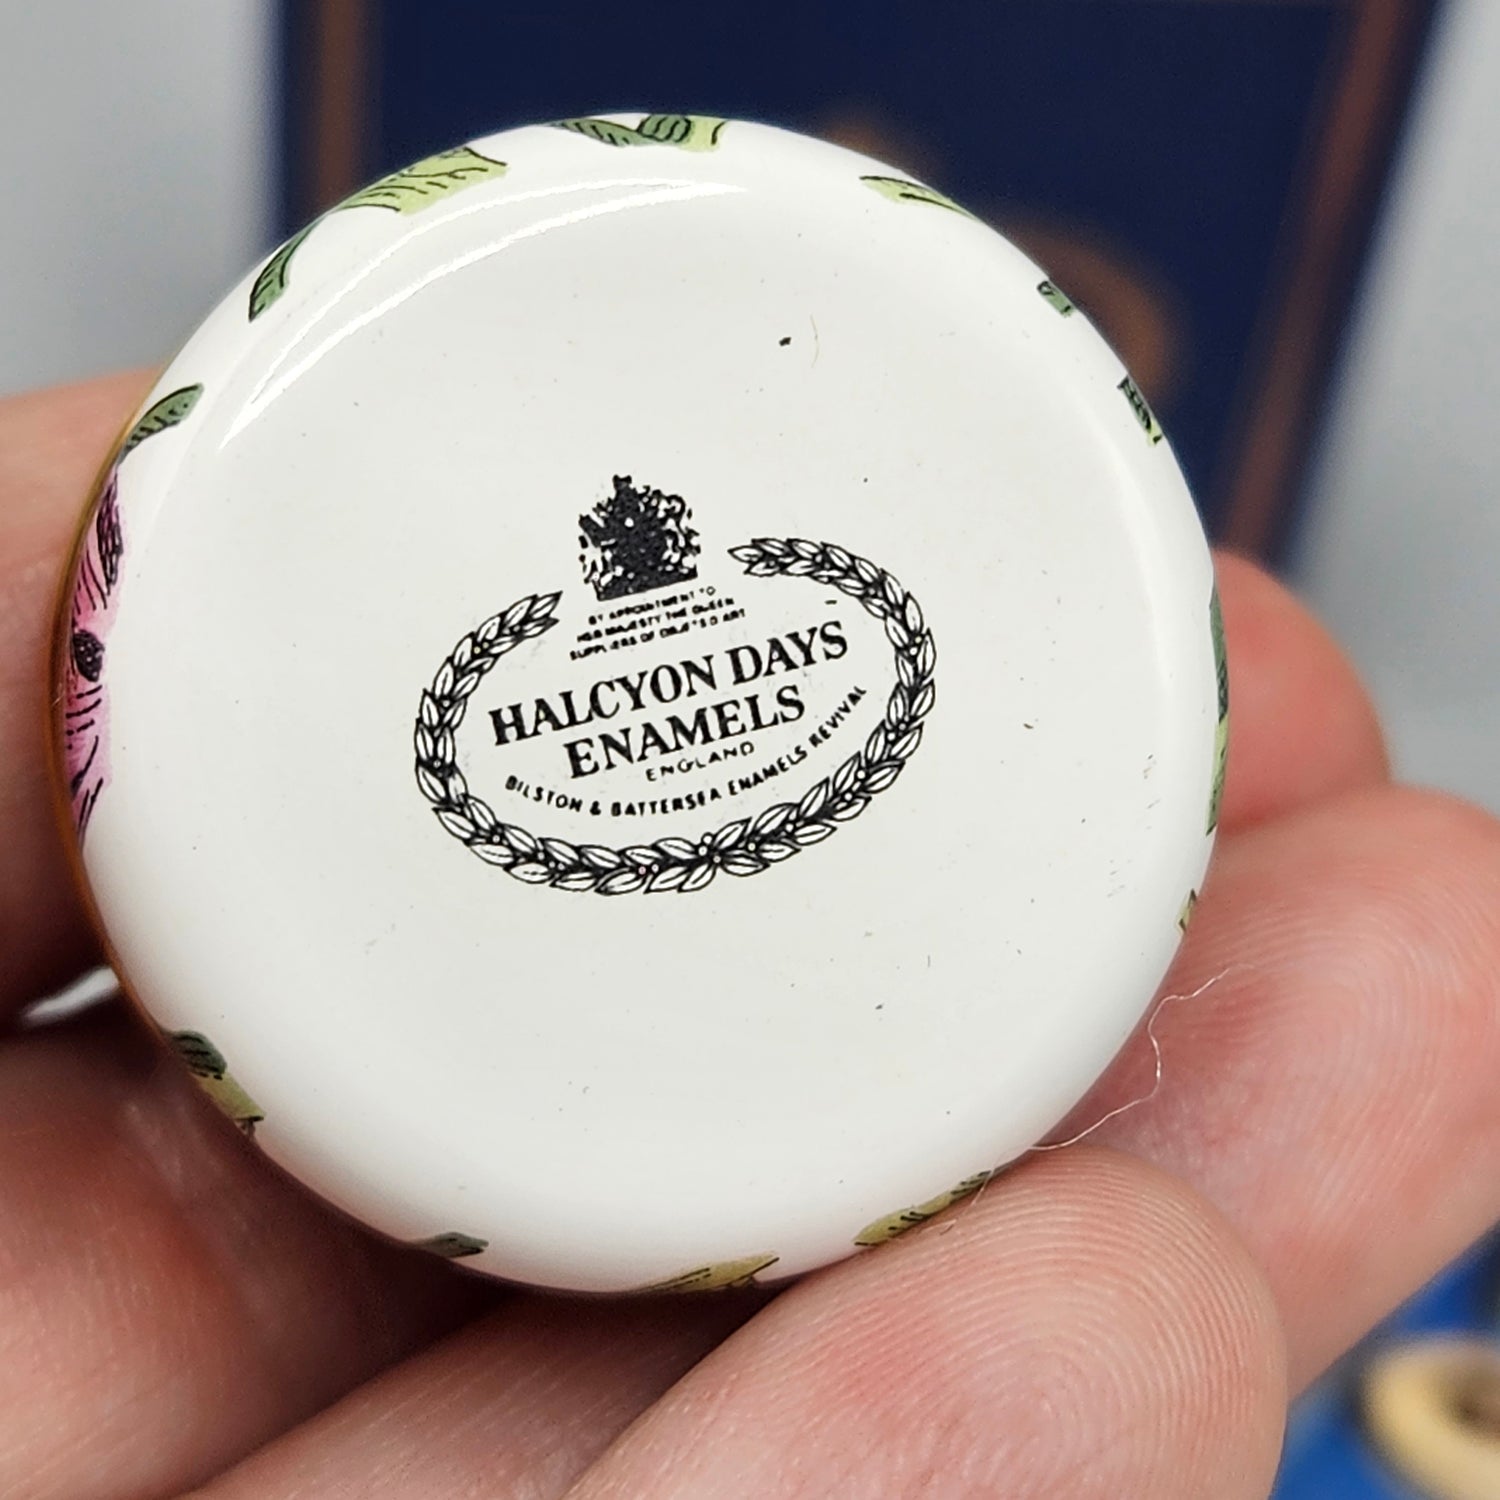 BY APPOINTMENT TO
HER MAJESTY THE QUEEN
SUPPLIERS OF OBJETS D'ART
HALCYON DAYS
ENAMELS
ENGLAND
BILSTON & BATTERSEA ENAMELS REVIVAL